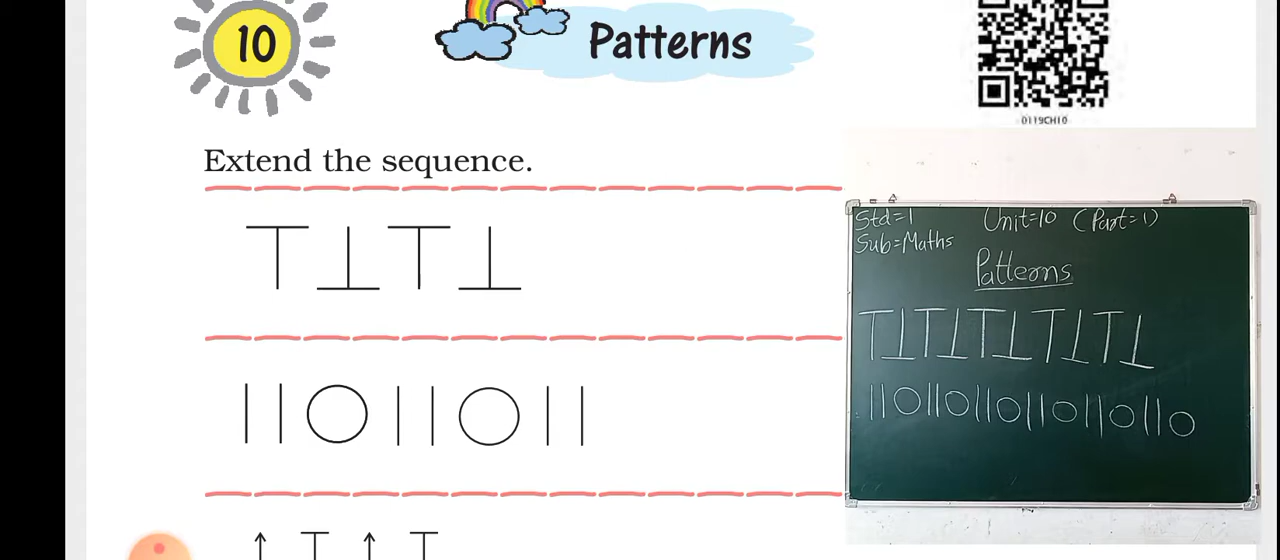 10
Patterns
0119CH10
Extend the sequence.
Std=1 Unit=10 (Part=1)
Sub=Maths
Patterns